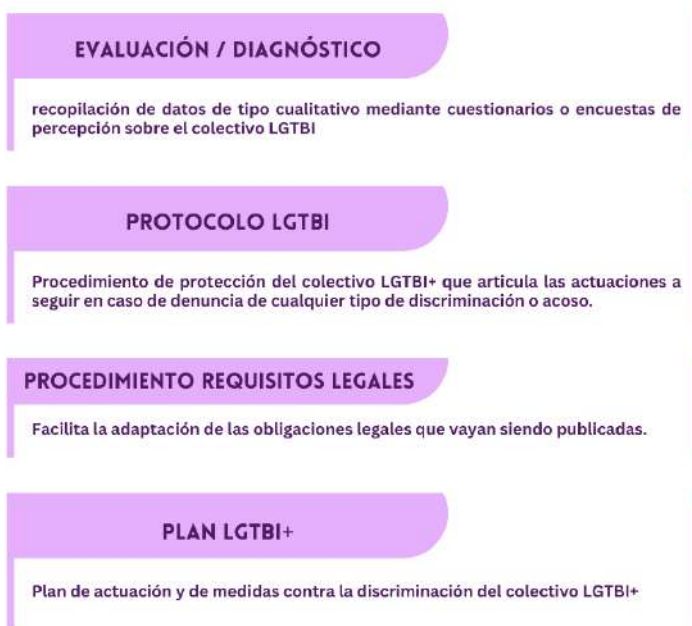 EVALUACIÓN / DIAGNÓSTICO
recopilación de datos de tipo cualitativo mediante cuestionarios o encuestas de
percepción sobre el colectivo LGTBI
PROTOCOLO LGTBI
Procedimiento de protección del colectivo LGTBI+ que articula las actuaciones a
seguir en caso de denuncia de cualquier tipo de discriminación o acoso.
PROCEDIMIENTO REQUISITOS LEGALES
Facilita la adaptación de las obligaciones legales que vayan siendo publicadas.
PLAN LGTBI+
Plan de actuación y de medidas contra la discriminación del colectivo LGTBI+